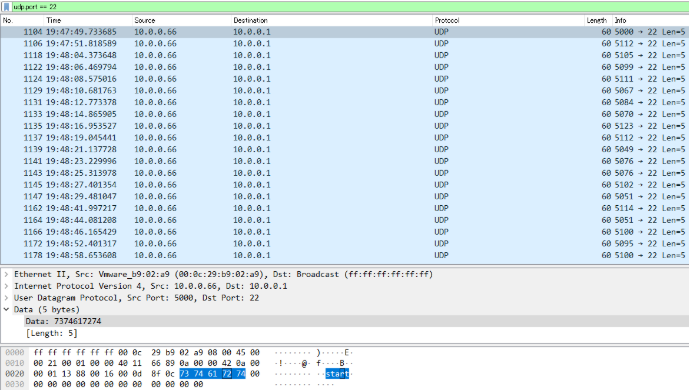 udp.port == 22
No. Time Source Destination Protocol Length Info
1104 19:47:49.733685 10.0.0.66 10.0.0.1 UDP 60 5000 → 22 Len=5
1106 19:47:51.818589 10.0.0.66 10.0.0.1 UDP 60 5112 → 22 Len=5
1118 19:48:04.373648 10.0.0.66 10.0.0.1 UDP 60 5105 → 22 Len=5
1122 19:48:06.469794 10.0.0.66 10.0.0.1 UDP 60 5099 → 22 Len=5
1124 19:48:08.575016 10.0.0.66 10.0.0.1 UDP 60 5111 → 22 Len=5
1129 19:48:10.681763 10.0.0.66 10.0.0.1 UDP 60 5067 → 22 Len=5
1131 19:48:12.773378 10.0.0.66 10.0.0.1 UDP 60 5084 → 22 Len=5
1133 19:48:14.865905 10.0.0.66 10.0.0.1 UDP 60 5070 → 22 Len=5
1135 19:48:16.953527 10.0.0.66 10.0.0.1 UDP 60 5123 → 22 Len=5
1137 19:48:19.045441 10.0.0.66 10.0.0.1 UDP 60 5112 → 22 Len=5
1139 19:48:21.137728 10.0.0.66 10.0.0.1 UDP 60 5049 → 22 Len=5
1141 19:48:23.229996 10.0.0.66 10.0.0.1 UDP 60 5076 → 22 Len=5
1143 19:48:25.313978 10.0.0.66 10.0.0.1 UDP 60 5076 → 22 Len=5
1145 19:48:27.401354 10.0.0.66 10.0.0.1 UDP 60 5102 → 22 Len=5
1147 19:48:29.481047 10.0.0.66 10.0.0.1 UDP 60 5051 → 22 Len=5
1162 19:48:41.997217 10.0.0.66 10.0.0.1 UDP 60 5114 → 22 Len=5
1164 19:48:44.081208 10.0.0.66 10.0.0.1 UDP 60 5051 → 22 Len=5
1166 19:48:46.165429 10.0.0.66 10.0.0.1 UDP 60 5100 → 22 Len=5
1172 19:48:52.401317 10.0.0.66 10.0.0.1 UDP 60 5095 → 22 Len=5
1178 19:48:58.653608 10.0.0.66 10.0.0.1 UDP 60 5100 → 22 Len=5
Ethernet II, Src: Vmware_b9:02:a9 (00:0c:29:b9:02:a9), Dst: Broadcast (ff:ff:ff:ff:ff:ff)
Internet Protocol Version 4, Src: 10.0.0.66, Dst: 10.0.0.1
User Datagram Protocol, Src Port: 5000, Dst Port: 22
Data (5 bytes)
Data: 7374617274
[Length: 5]
0000 ff ff ff ff ff ff 00 0c 29 b9 02 a9 08 00 45 00 ········ )·····E·
0010 00 21 00 01 00 00 40 11 66 89 0a 00 00 42 0a 00 ·!····@· f····B··
0020 00 01 13 88 00 16 00 0d 8f 0c 73 74 61 72 74 00 ········ ··start·
0030 00 00 00 00 00 00 00 00 00 00 00 00 ········ ····